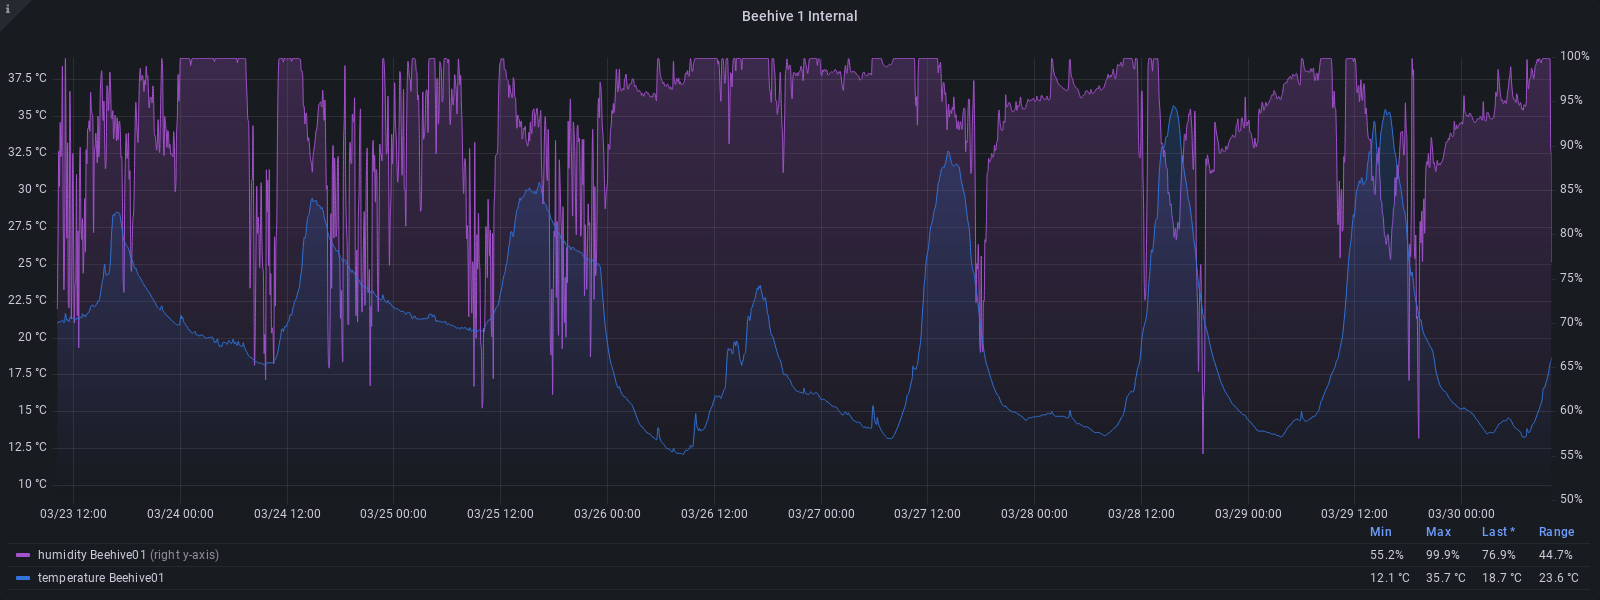 i
Beehive 1 Internal
37.5 °C
35 °C
32.5 °C
30 °C
27.5 °C
25 °C
22.5 °C
20 °C
17.5 °C
15 °C
12.5 °C
10 °C
100%
95%
90%
85%
80%
75%
70%
65%
60%
55%
50%
03/23 12:00 03/24 00:00 03/24 12:00 03/25 00:00 03/25 12:00 03/26 00:00 03/26 12:00 03/27 00:00 03/27 12:00 03/28 00:00 03/28 12:00 03/29 00:00 03/29 12:00 03/30 00:00
Min Max Last * Range
humidity Beehive01 (right y-axis) 55.2% 99.9% 76.9% 44.7%
temperature Beehive01 12.1 °C 35.7 °C 18.7 °C 23.6 °C